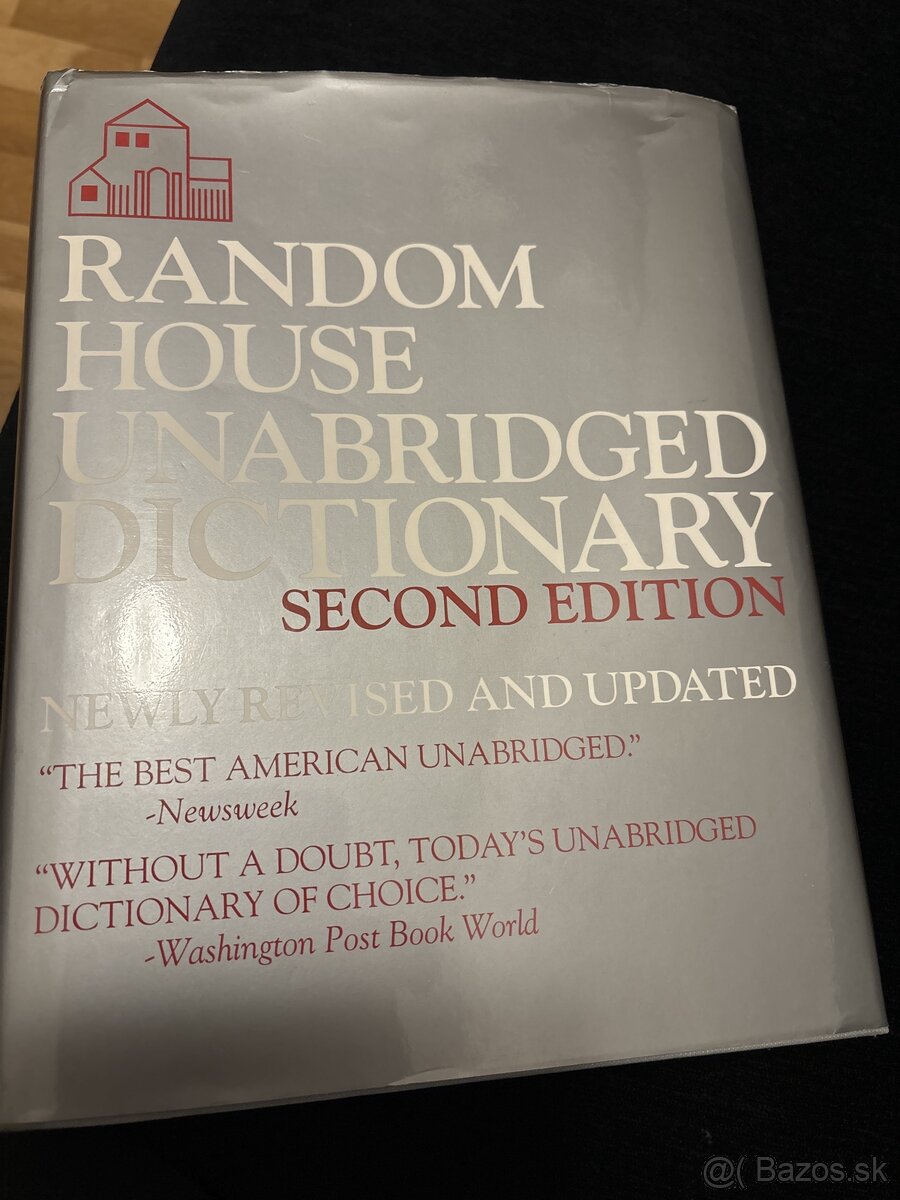 RANDOM
HOUSE
UNABRIDGED
DICTIONARY
SECOND EDITION
NEWLY REVISED AND UPDATED
“THE BEST AMERICAN UNABRIDGED.”
-Newsweek
“WITHOUT A DOUBT, TODAY’S UNABRIDGED
DICTIONARY OF CHOICE.”
-Washington Post Book World
@( Bazos.sk